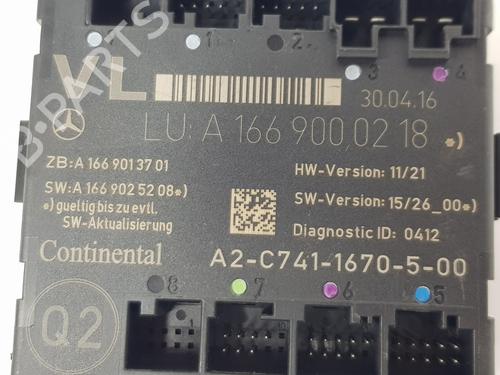 1
2
3
4
VL
30.04.16
LU: A 166 900 02 18 *)
ZB: A 166 901 37 01
HW-Version: 11/21
SW: A 166 902 52 08*)
SW-Version: 15/26_00*)
*) gueltig bis zu evtl.
SW-Aktualisierung
Diagnostic ID: 0412
Continental
A2-C741-1670-5-00
8
7
6
5
Q2
B-PARTS